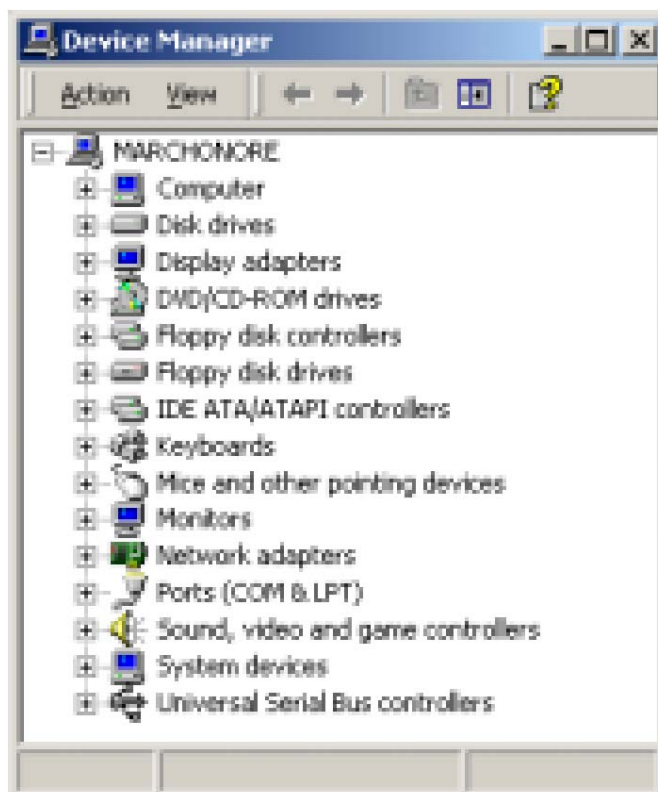 Device Manager
Action View
MARCHONORE
Computer
Disk drives
Display adapters
DVD/CD-ROM drives
Floppy disk controllers
Floppy disk drives
IDE ATA/ATAPI controllers
Keyboards
Mice and other pointing devices
Monitors
Network adapters
Ports (COM & LPT)
Sound, video and game controllers
System devices
Universal Serial Bus controllers